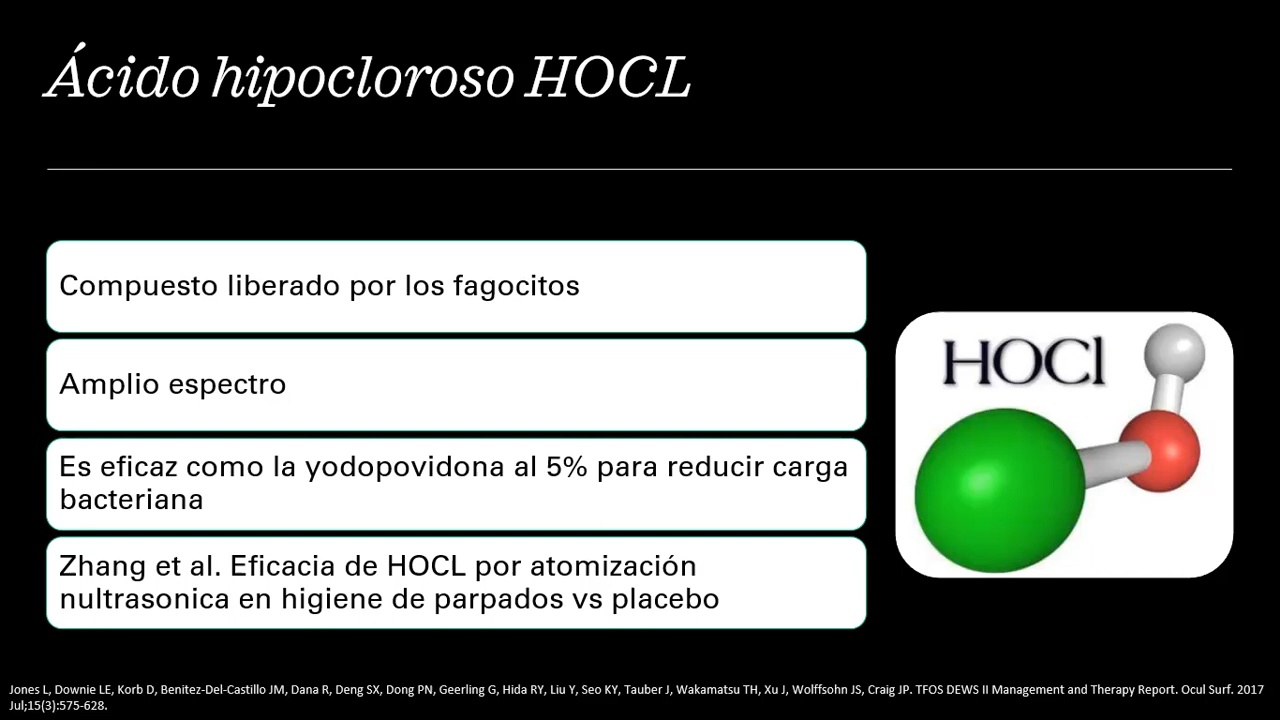 Ácido hipocloroso HOCL
Compuesto liberado por los fagocitos
Amplio espectro
Es eficaz como la yodopovidona al 5% para reducir carga
bacteriana
Zhang et al. Eficacia de HOCL por atomización
nultrasonica en higiene de parpados vs placebo
HOCl
Jones L, Downie LE, Korb D, Benitez-Del-Castillo JM, Dana R, Deng SX, Dong PN, Geerling G, Hida RY, Liu Y, Seo KY, Tauber J, Wakamatsu TH, Xu J, Wolffsohn JS, Craig JP. TFOS DEWS II Management and Therapy Report. Ocul Surf. 2017
Jul;15(3):575-628.